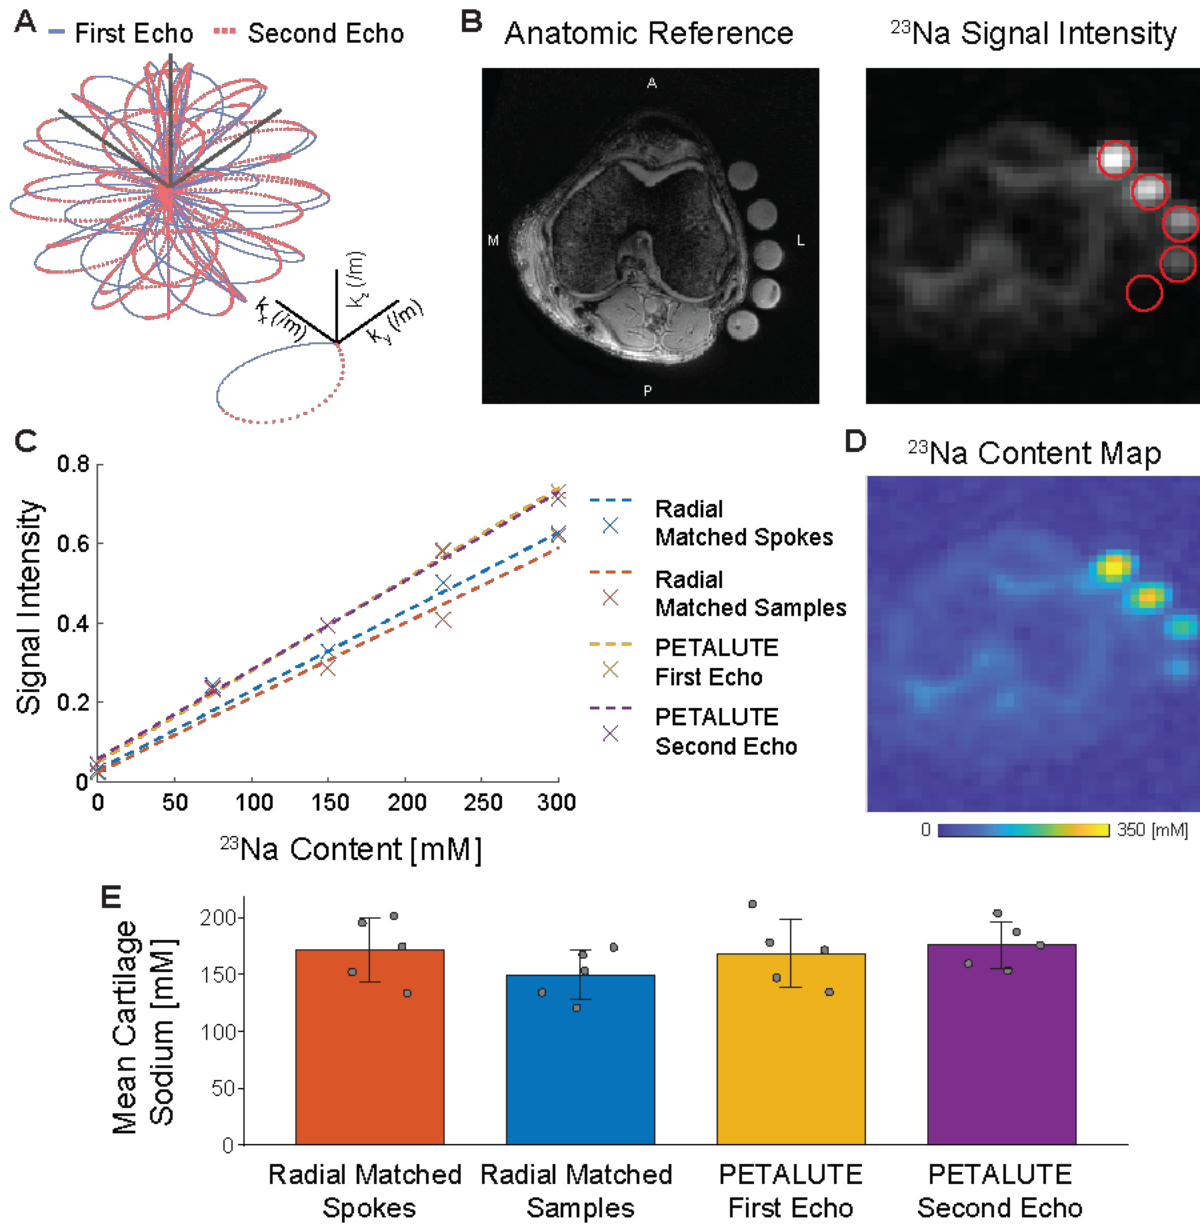 A
First Echo Second Echo
kx (/m)
kz (/m)
ky (/m)
B Anatomic Reference
A
M
L
P
²³Na Signal Intensity
C
Signal Intensity
0.8
0.6
0.4
0.2
0
0 50 100 150 200 250 300
²³Na Content [mM]
Radial
Matched Spokes
Radial
Matched Samples
PETALUTE
First Echo
PETALUTE
Second Echo
D
²³Na Content Map
0 350 [mM]
E
Mean Cartilage
Sodium [mM]
200
150
100
50
0
Radial Matched
Spokes
Radial Matched
Samples
PETALUTE
First Echo
PETALUTE
Second Echo